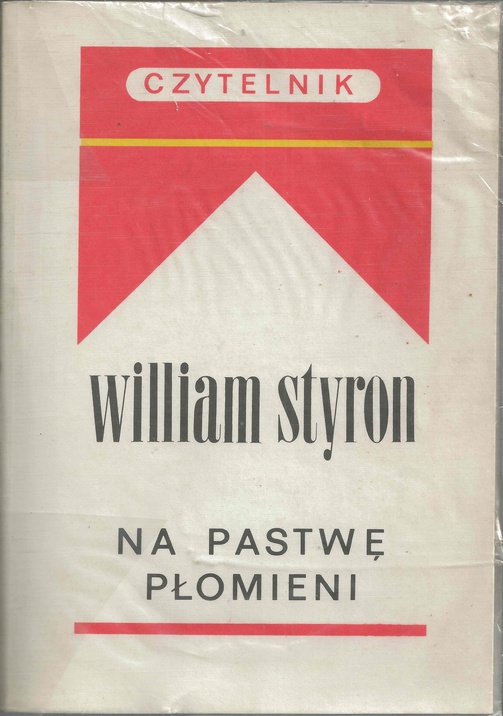 CZYTELNIK
william styron
NA PASTWĘ
PŁOMIENI